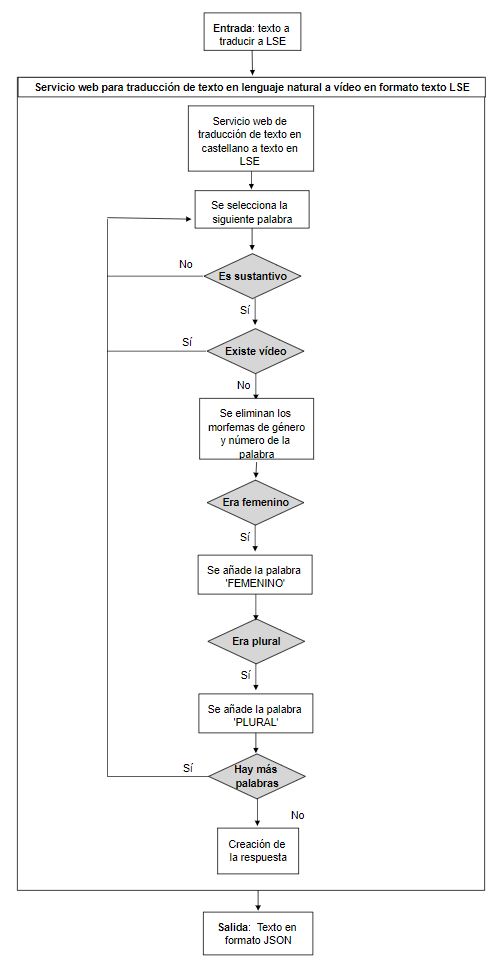 Entrada: texto a
traducir a LSE
Servicio web para traducción de texto en lenguaje natural a vídeo en formato texto LSE
Servicio web de
traducción de texto en
castellano a texto en
LSE
Se selecciona la
siguiente palabra
No
Es sustantivo
Sí
Sí
Existe vídeo
No
Se eliminan los
morfemas de género
y número de la
palabra
Era femenino
Sí
Se añade la palabra
'FEMENINO'
Era plural
Sí
Se añade la palabra
'PLURAL'
Sí
Hay más
palabras
No
Creación de
la respuesta
Salida: Texto en
formato JSON